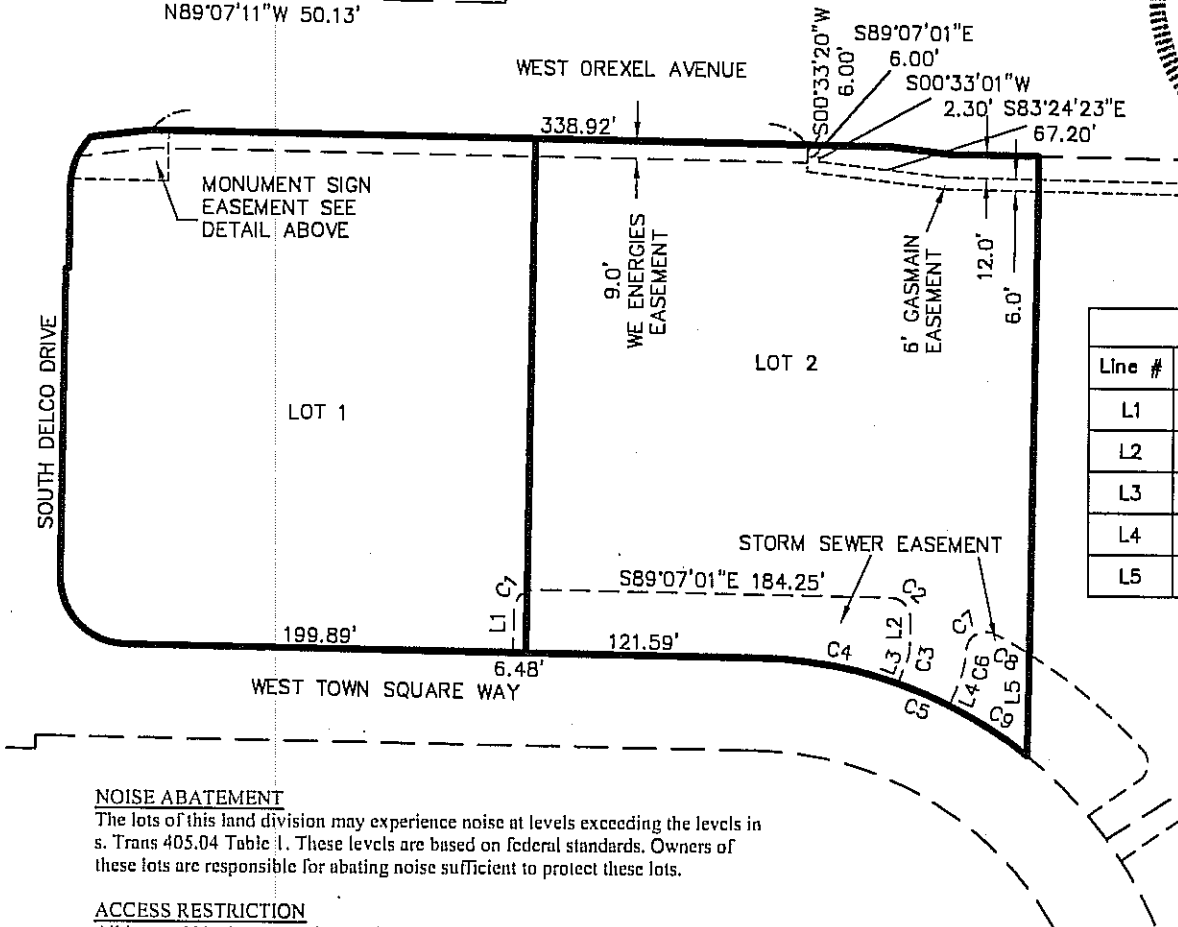 N89°07'11"W 50.13'
WEST OREXEL AVENUE
S00°33'20"W
6.00'
S89°07'01"E
6.00'
S00°33'01"W
2.30'
S83°24'23"E
67.20'
338.92'
MONUMENT SIGN
EASEMENT SEE
DETAIL ABOVE
9.0'
WE ENERGIES
EASEMENT
6' GASMAIN
EASEMENT
12.0'
6.0'
SOUTH DELCO DRIVE
LOT 1
LOT 2
Line #
L1
L2
L3
L4
L5
STORM SEWER EASEMENT
S89°07'01"E 184.25'
C1
L1
C2
L2
C3
L3
C4
C5
C7
C6
L4
C8
L5
C9
199.89'
6.48'
121.59'
WEST TOWN SQUARE WAY
NOISE ABATEMENT
The lots of this land division may experience noise at levels exceeding the levels in
s. Trans 405.04 Table 1. These levels are based on federal standards. Owners of
these lots are responsible for abating noise sufficient to protect these lots.
ACCESS RESTRICTION